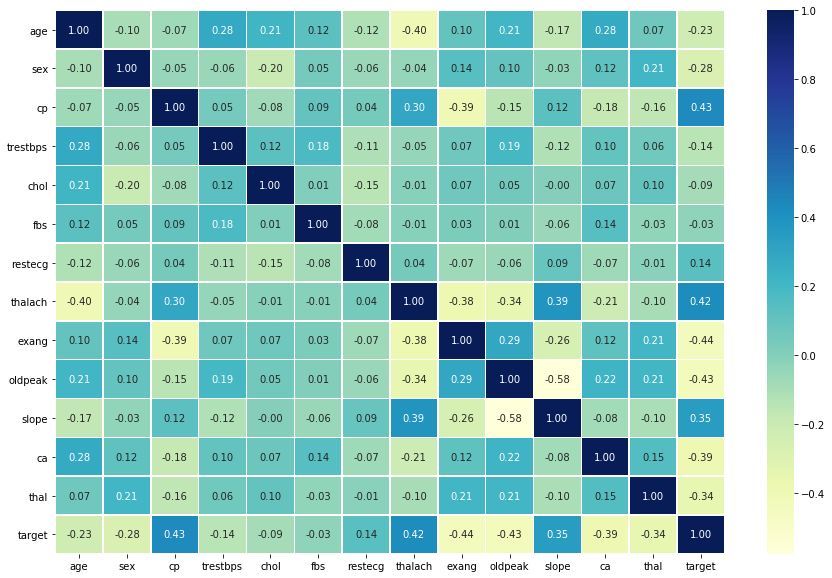 age 1.00 -0.10 -0.07 0.28 0.21 0.12 -0.12 -0.40 0.10 0.21 -0.17 0.28 0.07 -0.23
sex -0.10 1.00 -0.05 -0.06 -0.20 0.05 -0.06 -0.04 0.14 0.10 -0.03 0.12 0.21 -0.28
cp -0.07 -0.05 1.00 0.05 -0.08 0.09 0.04 0.30 -0.39 -0.15 0.12 -0.18 -0.16 0.43
trestbps 0.28 -0.06 0.05 1.00 0.12 0.18 -0.11 -0.05 0.07 0.19 -0.12 0.10 0.06 -0.14
chol 0.21 -0.20 -0.08 0.12 1.00 0.01 -0.15 -0.01 0.07 0.05 -0.00 0.07 0.10 -0.09
fbs 0.12 0.05 0.09 0.18 0.01 1.00 -0.08 -0.01 0.03 0.01 -0.06 0.14 -0.03 -0.03
restecg -0.12 -0.06 0.04 -0.11 -0.15 -0.08 1.00 0.04 -0.07 -0.06 0.09 -0.07 -0.01 0.14
thalach -0.40 -0.04 0.30 -0.05 -0.01 -0.01 0.04 1.00 -0.38 -0.34 0.39 -0.21 -0.10 0.42
exang 0.10 0.14 -0.39 0.07 0.07 0.03 -0.07 -0.38 1.00 0.29 -0.26 0.12 0.21 -0.44
oldpeak 0.21 0.10 -0.15 0.19 0.05 0.01 -0.06 -0.34 0.29 1.00 -0.58 0.22 0.21 -0.43
slope -0.17 -0.03 0.12 -0.12 -0.00 -0.06 0.09 0.39 -0.26 -0.58 1.00 -0.08 -0.10 0.35
ca 0.28 0.12 -0.18 0.10 0.07 0.14 -0.07 -0.21 0.12 0.22 -0.08 1.00 0.15 -0.39
thal 0.07 0.21 -0.16 0.06 0.10 -0.03 -0.01 -0.10 0.21 0.21 -0.10 0.15 1.00 -0.34
target -0.23 -0.28 0.43 -0.14 -0.09 -0.03 0.14 0.42 -0.44 -0.43 0.35 -0.39 -0.34 1.00
age sex cp trestbps chol fbs restecg thalach exang oldpeak slope ca thal target
1.0
0.8
0.6
0.4
0.2
0.0
−0.2
−0.4